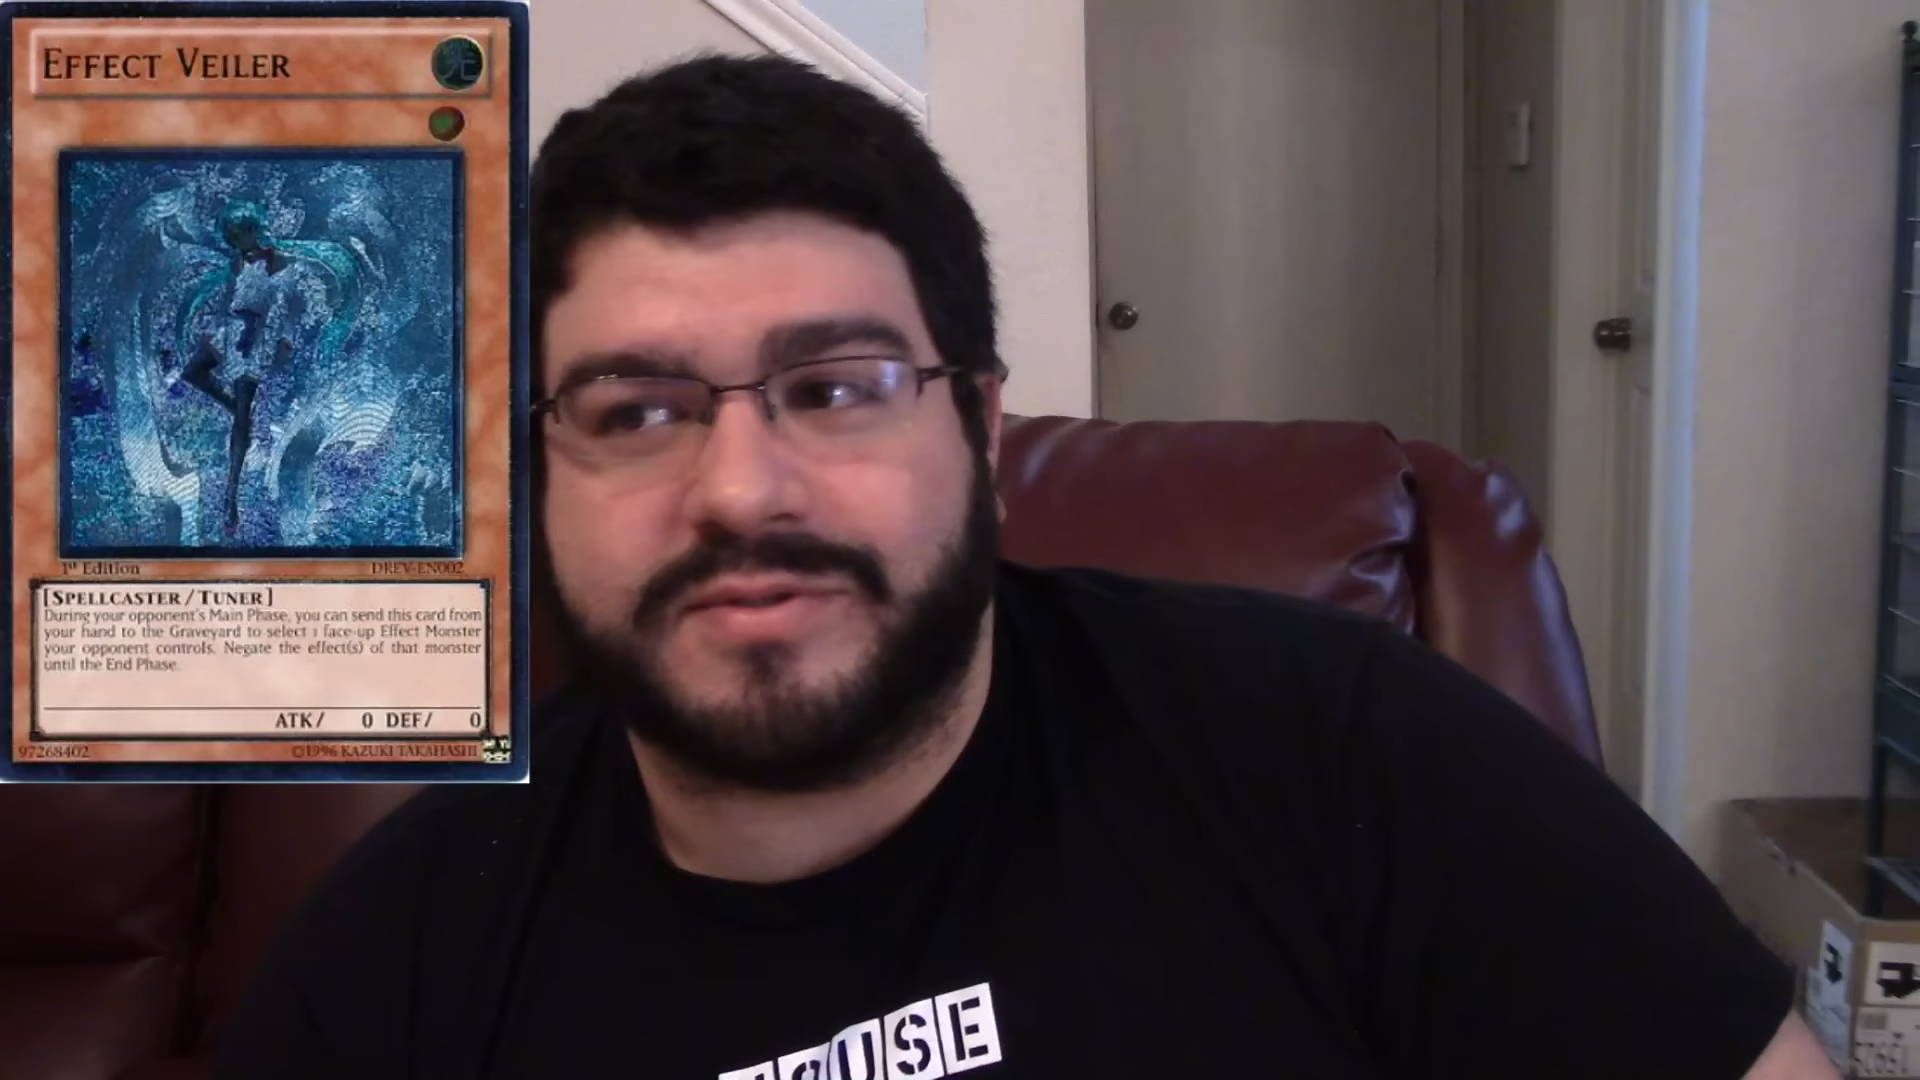 EFFECT VEILER
光
1st Edition
DREV-EN002
[SPELLCASTER/TUNER]
During your opponent's Main Phase, you can send this card from
your hand to the Graveyard to select 1 face-up Effect Monster
your opponent controls. Negate the effect(s) of that monster
until the End Phase.
ATK/ 0 DEF/ 0
97268402
©1996 KAZUKI TAKAHASHI